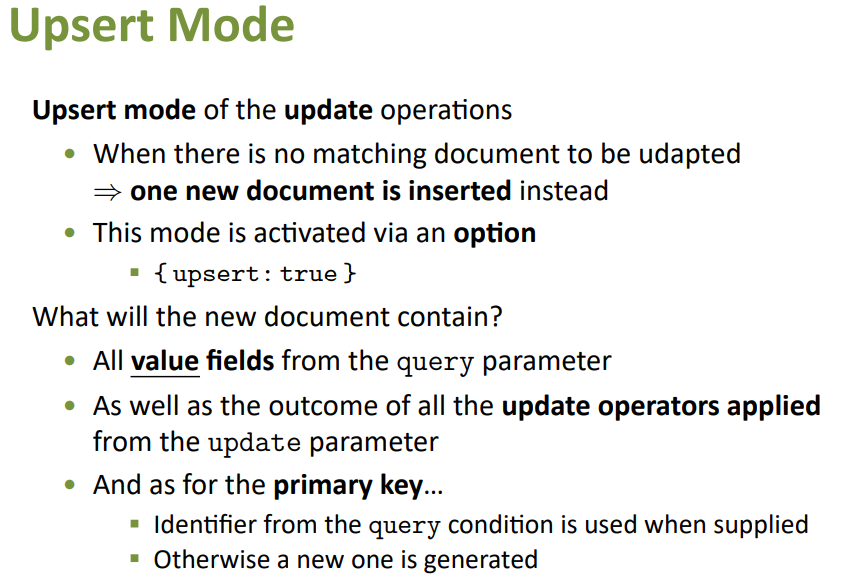 Upsert Mode
Upsert mode of the update operations
• When there is no matching document to be udapted
⇒ one new document is inserted instead
• This mode is activated via an option
▪ { upsert: true }
What will the new document contain?
• All value fields from the query parameter
• As well as the outcome of all the update operators applied
from the update parameter
• And as for the primary key…
▪ Identifier from the query condition is used when supplied
▪ Otherwise a new one is generated